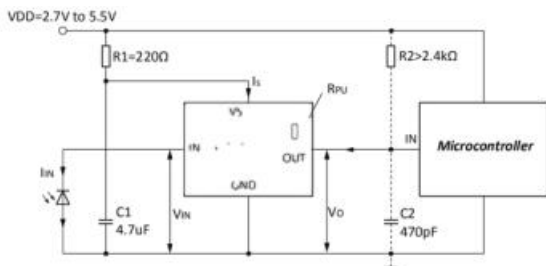 VDD=2.7V to 5.5V
R1=220Ω
R2>2.4kΩ
Is
RPU
VS
IN
OUT
GND
IN
Microcontroller
IIN
VIN
VO
C1
4.7uF
C2
470pF